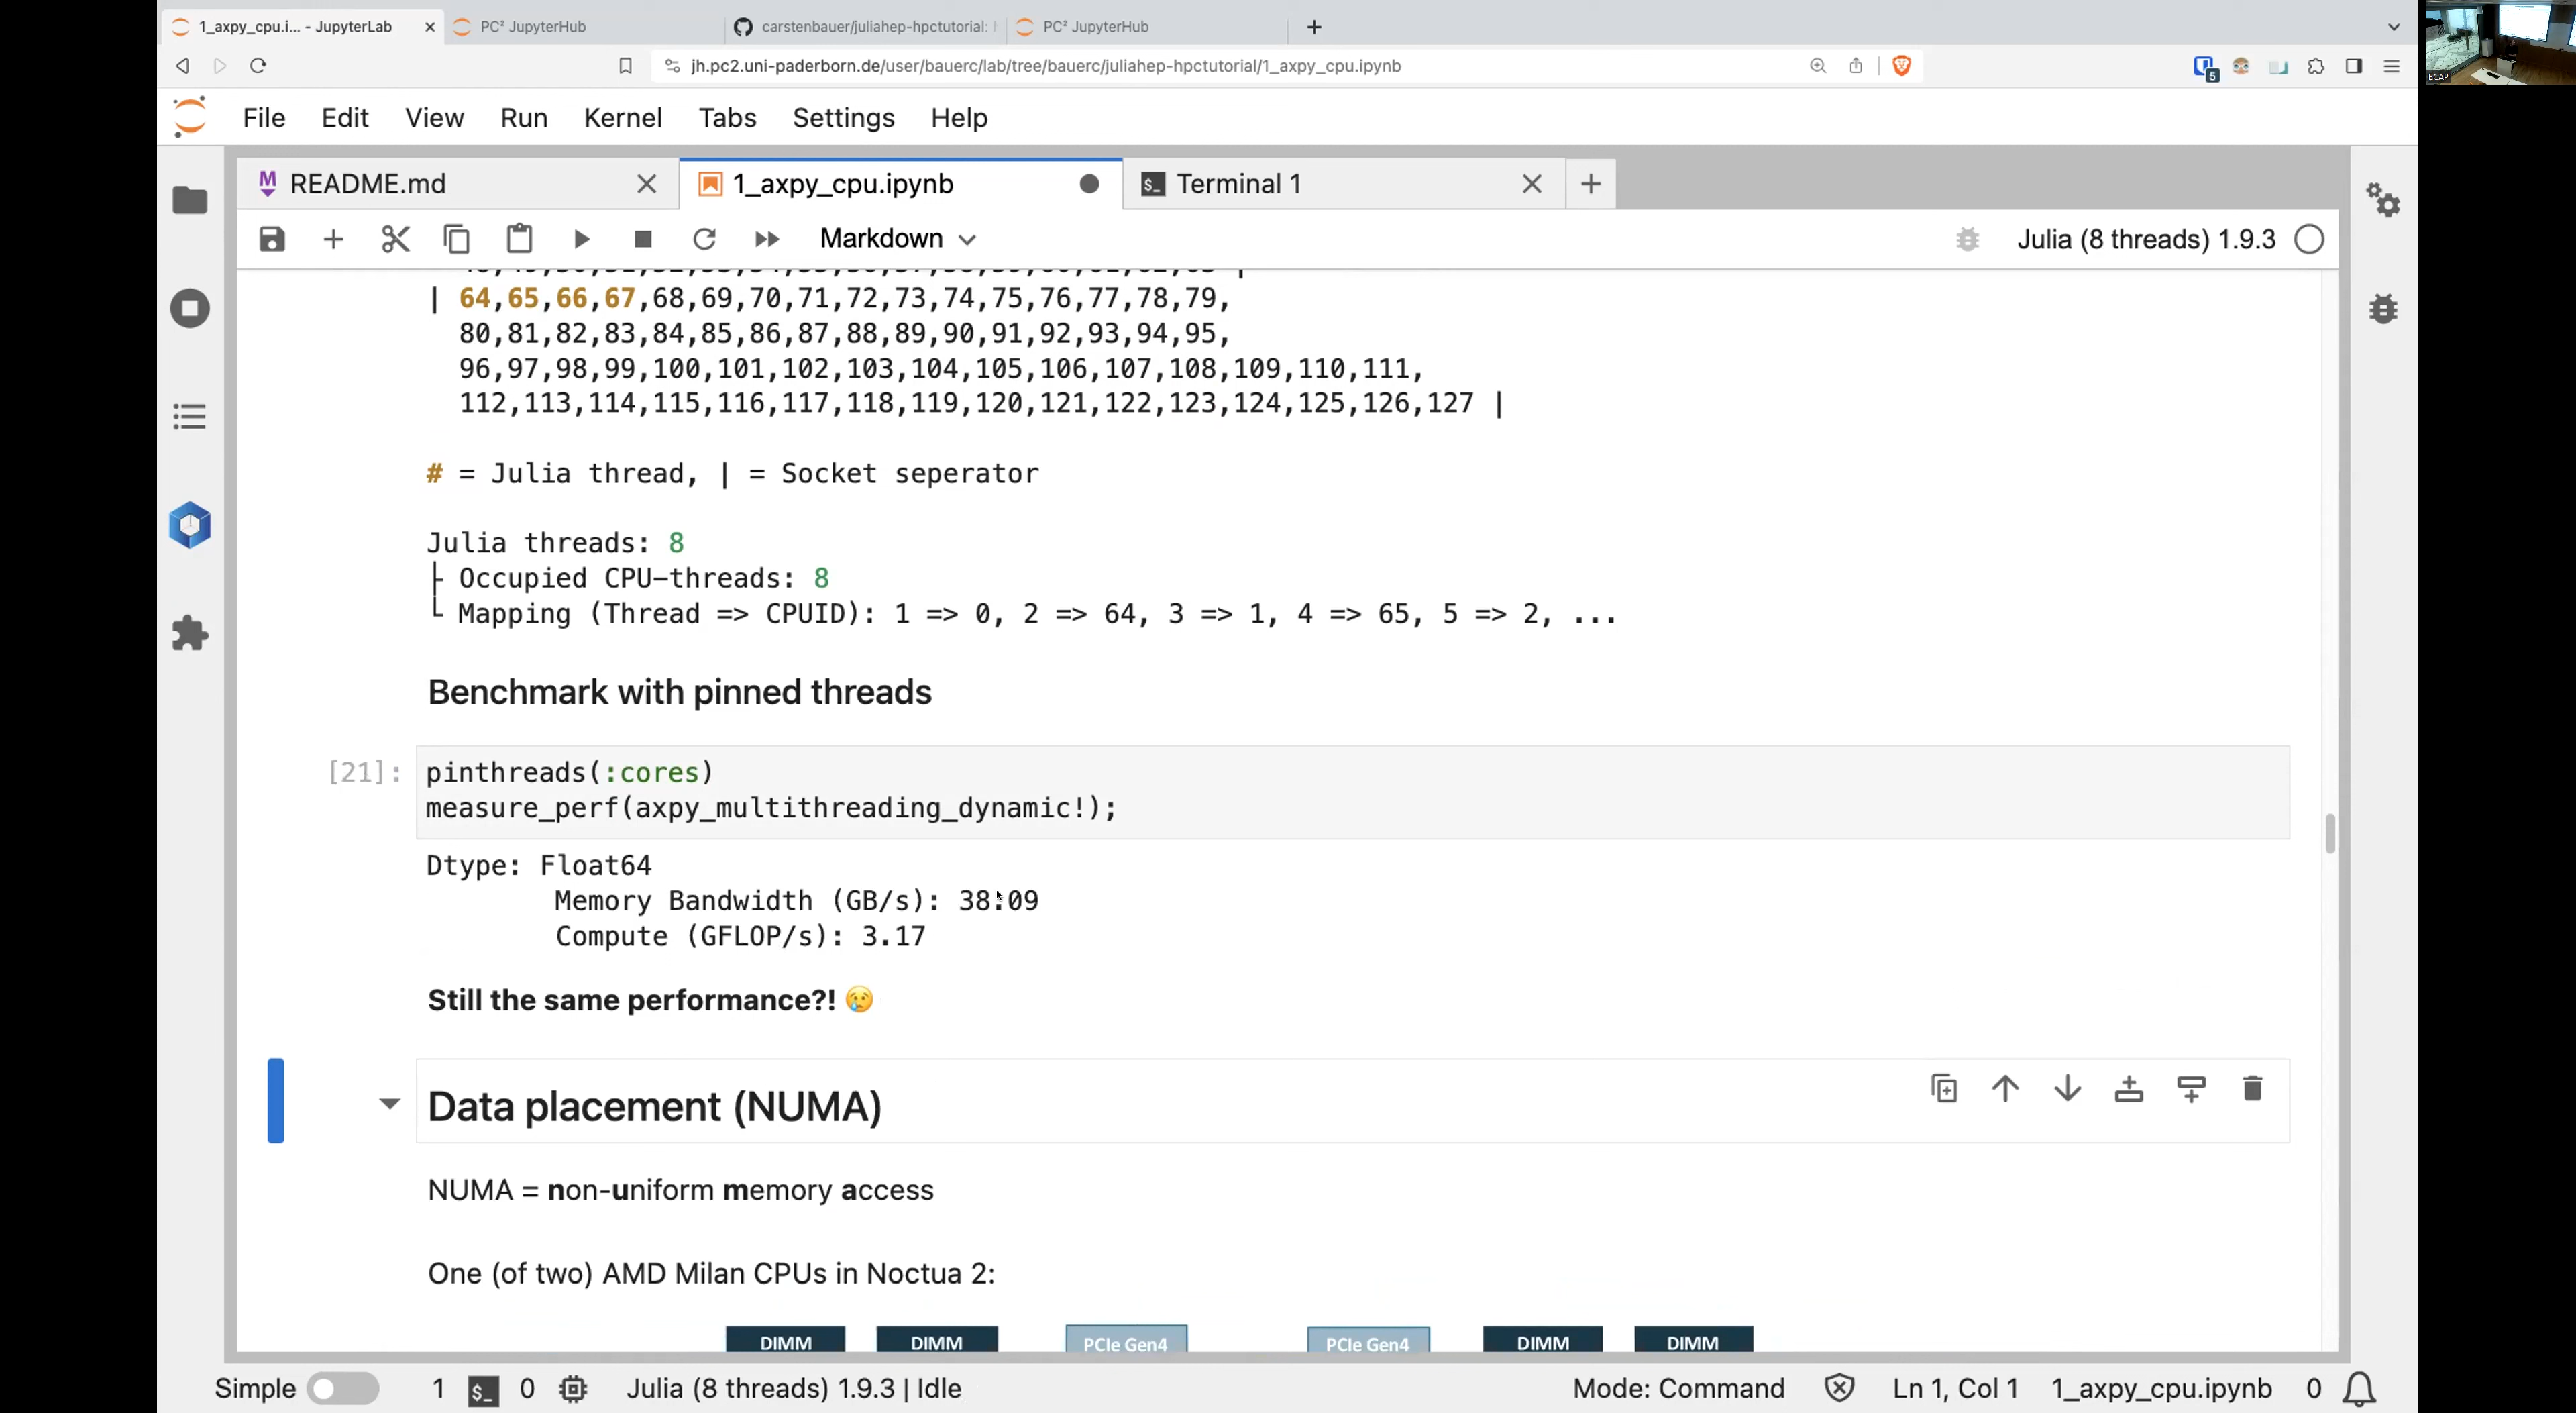 1_axpy_cpu.i... - JupyterLab
PC² JupyterHub
carstenbauer/juliahep-hpctutorial:
PC² JupyterHub
jh.pc2.uni-paderborn.de/user/bauerc/lab/tree/bauerc/juliahep-hpctutorial/1_axpy_cpu.ipynb
5
ECAP
File Edit View Run Kernel Tabs Settings Help
README.md
1_axpy_cpu.ipynb
Terminal 1
Markdown
Julia (8 threads) 1.9.3
| 64,65,66,67,68,69,70,71,72,73,74,75,76,77,78,79,
80,81,82,83,84,85,86,87,88,89,90,91,92,93,94,95,
96,97,98,99,100,101,102,103,104,105,106,107,108,109,110,111,
112,113,114,115,116,117,118,119,120,121,122,123,124,125,126,127 |
# = Julia thread, | = Socket seperator
Julia threads: 8
├ Occupied CPU-threads: 8
└ Mapping (Thread => CPUID): 1 => 0, 2 => 64, 3 => 1, 4 => 65, 5 => 2, ...
Benchmark with pinned threads
[21]:
pinthreads(:cores)
measure_perf(axpy_multithreading_dynamic!);
Dtype: Float64
Memory Bandwidth (GB/s): 38.09
Compute (GFLOP/s): 3.17
Still the same performance?! 😢
Data placement (NUMA)
NUMA = non-uniform memory access
One (of two) AMD Milan CPUs in Noctua 2:
DIMM DIMM PCIe Gen4 PCIe Gen4 DIMM DIMM
Simple 1 $_ 0 Julia (8 threads) 1.9.3 | Idle Mode: Command Ln 1, Col 1 1_axpy_cpu.ipynb 0